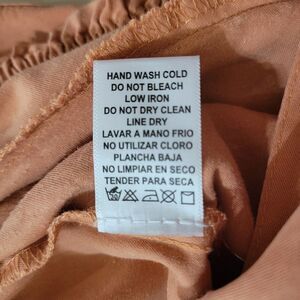 HAND WASH COLD
DO NOT BLEACH
LOW IRON
DO NOT DRY CLEAN
LINE DRY
LAVAR A MANO FRIO
NO UTILIZAR CLORO
PLANCHA BAJA
NO LIMPIAR EN SECO
TENDER PARA SECA